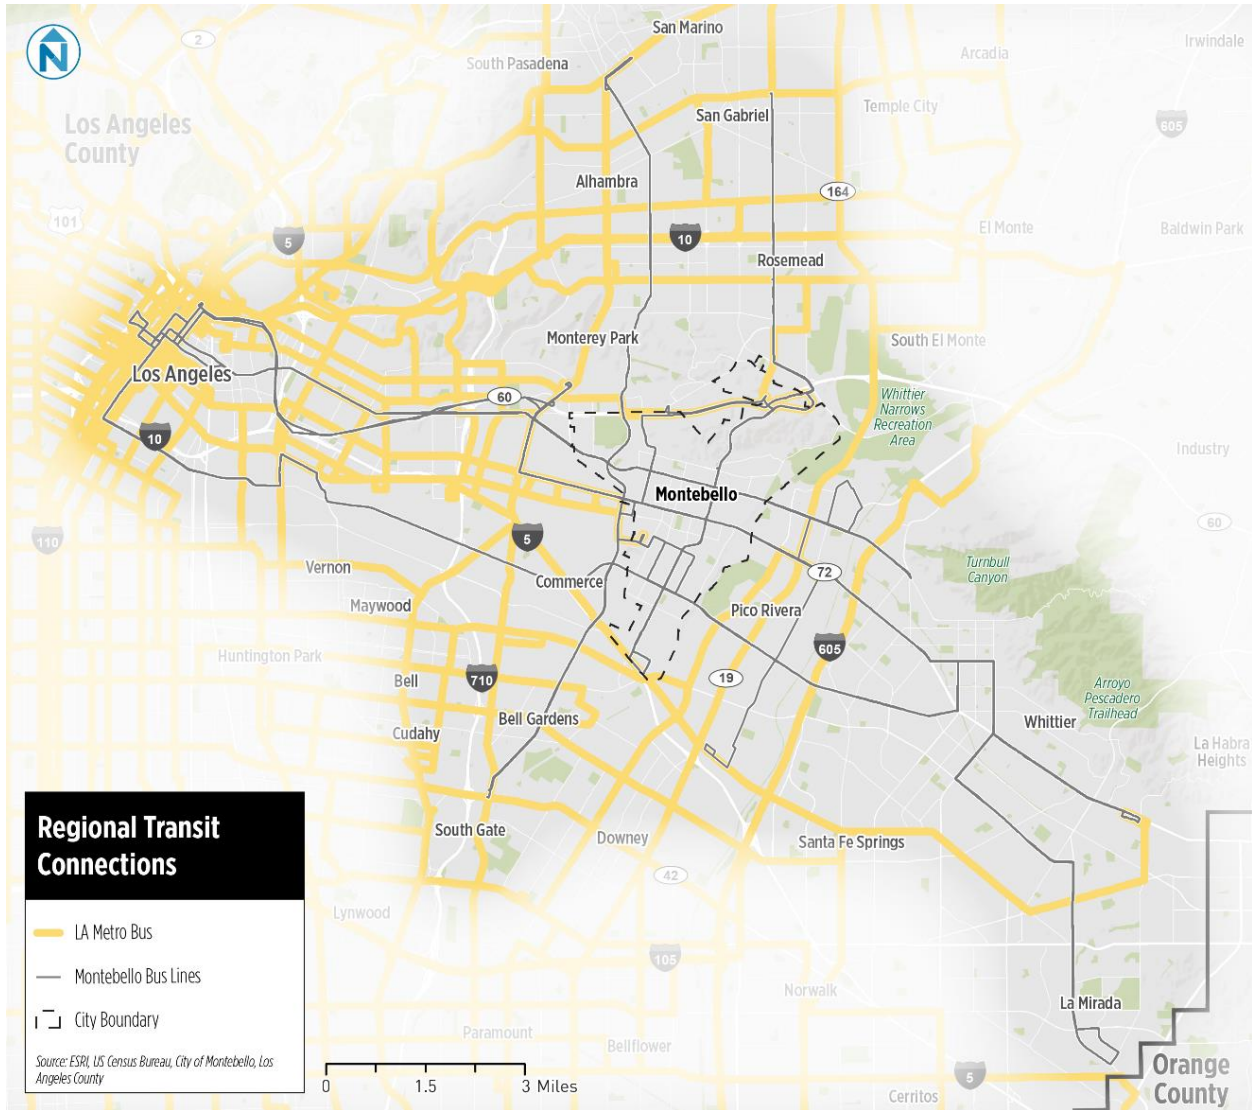 San Marino
N
2
South Pasadena
Arcadia
Irwindale
Los Angeles
County
Temple City
San Gabriel
605
Alhambra
164
101
5
10
El Monte
Baldwin Park
Rosemead
Monterey Park
South El Monte
Los Angeles
60
Whittier
Narrows
Recreation
Area
10
Industry
Montebello
60
110
5
Vernon
Commerce
72
Turnbull
Canyon
Maywood
Pico Rivera
Huntington Park
605
Bell
710
19
Arroyo
Pescadero
Trailhead
Bell Gardens
Whittier
Cudahy
La Habra
Heights
South Gate
Downey
Santa Fe Springs
42
Lynwood
105
Norwalk
La Mirada
Paramount
Bellflower
5
Orange
County
Cerritos
Regional Transit
Connections
LA Metro Bus
Montebello Bus Lines
City Boundary
Source: ESRI, US Census Bureau, City of Montebello, Los
Angeles County
0 1.5 3 Miles